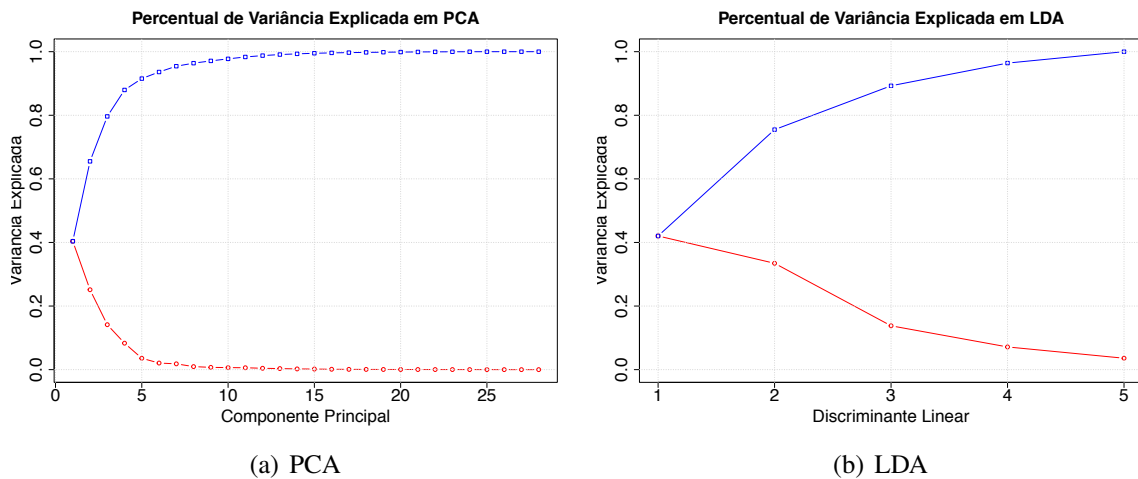 Percentual de Variância Explicada em PCA
Variância Explicada
0.0 0.2 0.4 0.6 0.8 1.0
0 5 10 15 20 25
Componente Principal
(a) PCA
Percentual de Variância Explicada em LDA
Variância Explicada
0.0 0.2 0.4 0.6 0.8 1.0
1 2 3 4 5
Discriminante Linear
(b) LDA